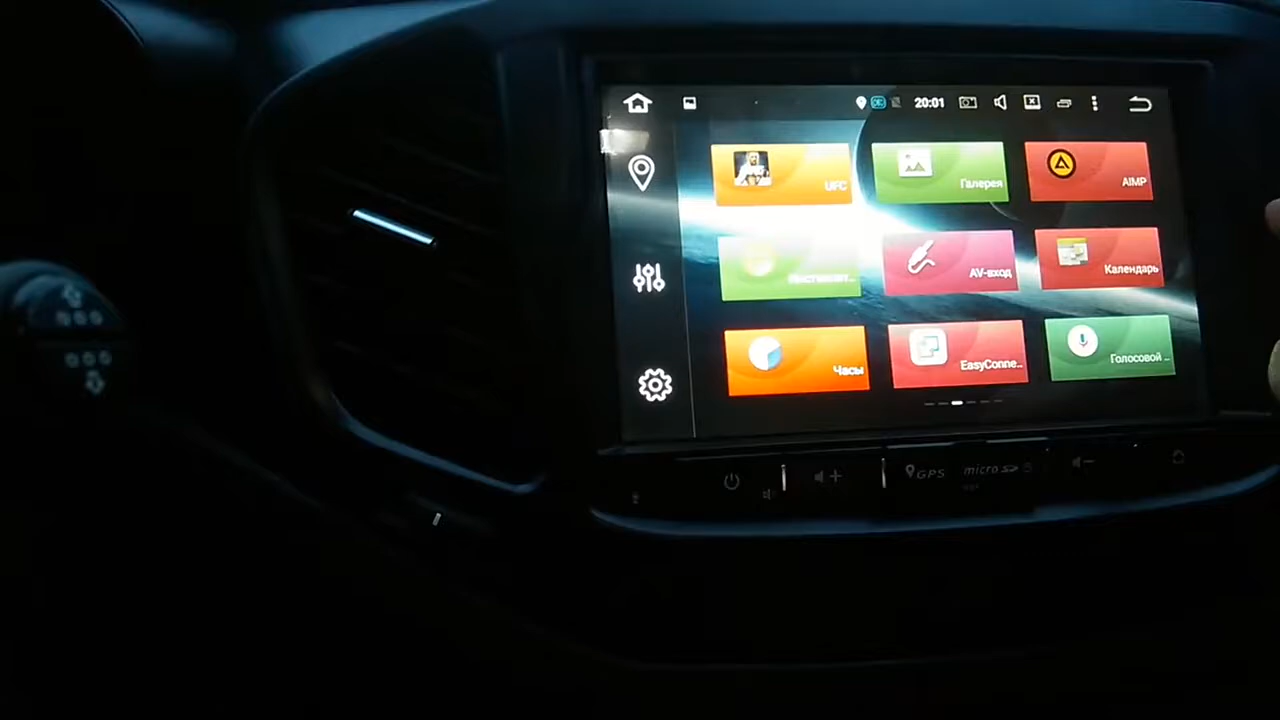 20:01
UFC
Галерея
AIMP
AV-вход
Календарь
Часы
EasyConne..
Голосовой ..
GPS
micro SD